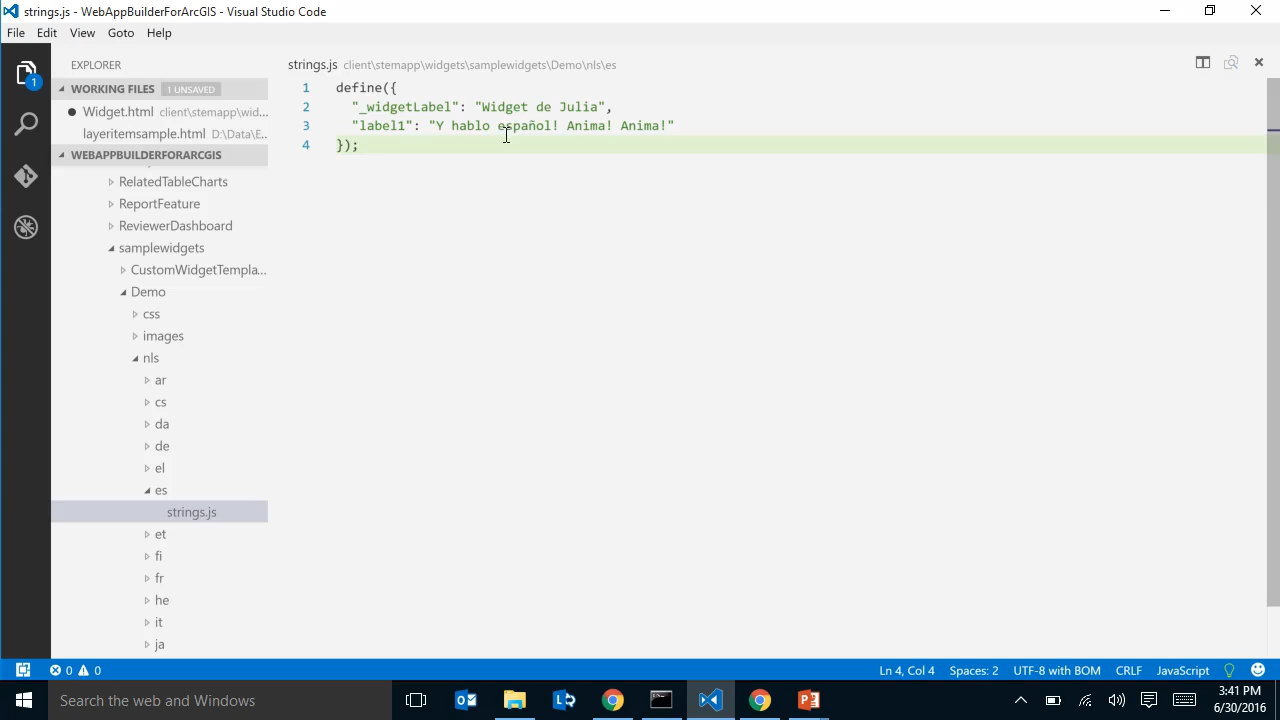 strings.js - WebAppBuilderForArcGIS - Visual Studio Code
File Edit View Goto Help
EXPLORER
WORKING FILES 1 UNSAVED
Widget.html client\stemapp\wid...
layeritemsample.html D:\Data\E...
WEBAPPBUILDERFORARCGIS
RelatedTableCharts
ReportFeature
ReviewerDashboard
samplewidgets
CustomWidgetTempla...
Demo
css
images
nls
ar
cs
da
de
el
es
strings.js
et
fi
fr
he
it
ja
strings.js client\stemapp\widgets\samplewidgets\Demo\nls\es
1 define({
2 "_widgetLabel": "Widget de Julia",
3 "label1": "Y hablo español! Anima! Anima!"
4 });
1
0 0
Ln 4, Col 4 Spaces: 2 UTF-8 with BOM CRLF JavaScript
Search the web and Windows
3:41 PM
6/30/2016